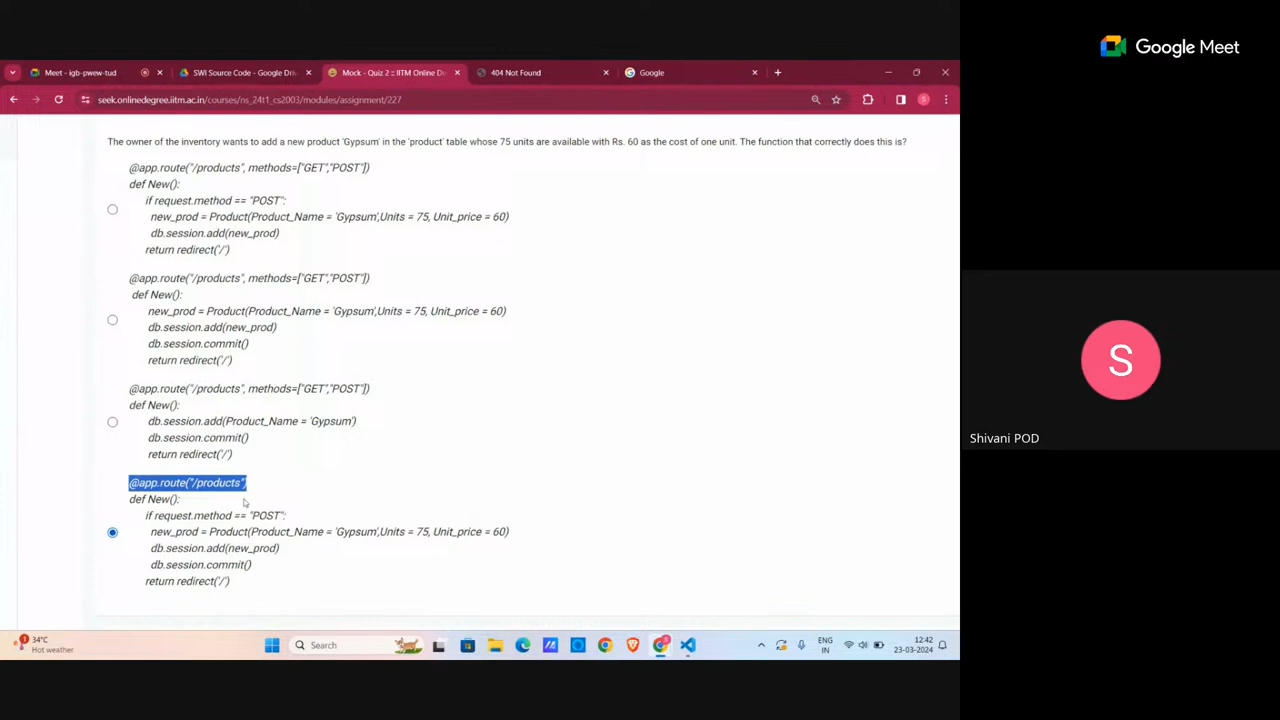 Google Meet
Meet - igb-pwew-tud
SWI Source Code - Google Driv
Mock - Quiz 2 :: IITM Online De
404 Not Found
Google
seek.onlinedegree.iitm.ac.in/courses/ns_24t1_cs2003/modules/assignment/227
S
The owner of the inventory wants to add a new product 'Gypsum' in the 'product' table whose 75 units are available with Rs. 60 as the cost of one unit. The function that correctly does this is?
@app.route("/products", methods=["GET","POST"])
def New():
if request.method == "POST":
new_prod = Product(Product_Name = 'Gypsum',Units = 75, Unit_price = 60)
db.session.add(new_prod)
return redirect('/')
@app.route("/products", methods=["GET","POST"])
def New():
new_prod = Product(Product_Name = 'Gypsum',Units = 75, Unit_price = 60)
db.session.add(new_prod)
db.session.commit()
return redirect('/')
@app.route("/products", methods=["GET","POST"])
def New():
db.session.add(Product_Name = 'Gypsum')
db.session.commit()
return redirect('/')
@app.route("/products")
def New():
if request.method == "POST":
new_prod = Product(Product_Name = 'Gypsum',Units = 75, Unit_price = 60)
db.session.add(new_prod)
db.session.commit()
return redirect('/')
S
Shivani POD
1
34°C
Hot weather
Search
ENG
IN
12:42
23-03-2024